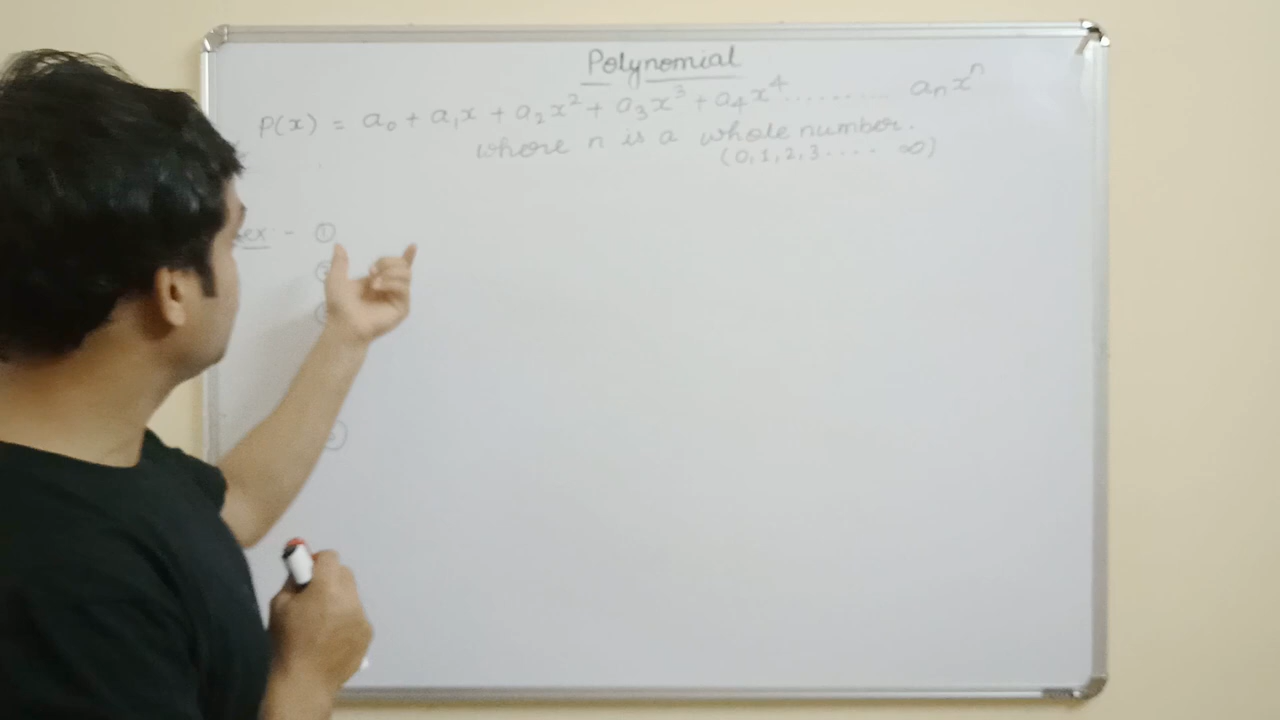 Polynomial
P(x) = a₀ + a₁x + a₂x² + a₃x³ + a₄x⁴ .......... aₙxⁿ
where n is a whole number.
(0, 1, 2, 3 .... ∞)
ex - ①